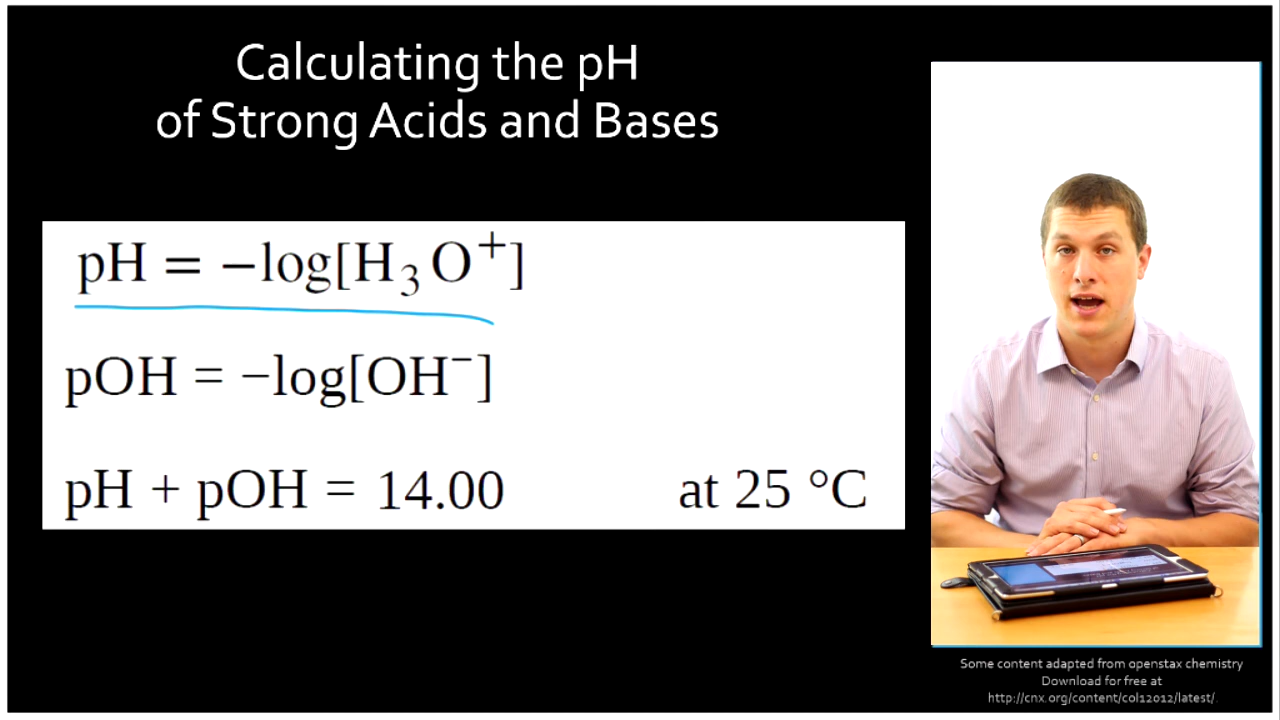 Calculating the pH
of Strong Acids and Bases
pH = −log[H₃O⁺]
pOH = −log[OH⁻]
pH + pOH = 14.00 at 25 °C
Some content adapted from openstax chemistry
Download for free at
http://cnx.org/content/col12012/latest/.